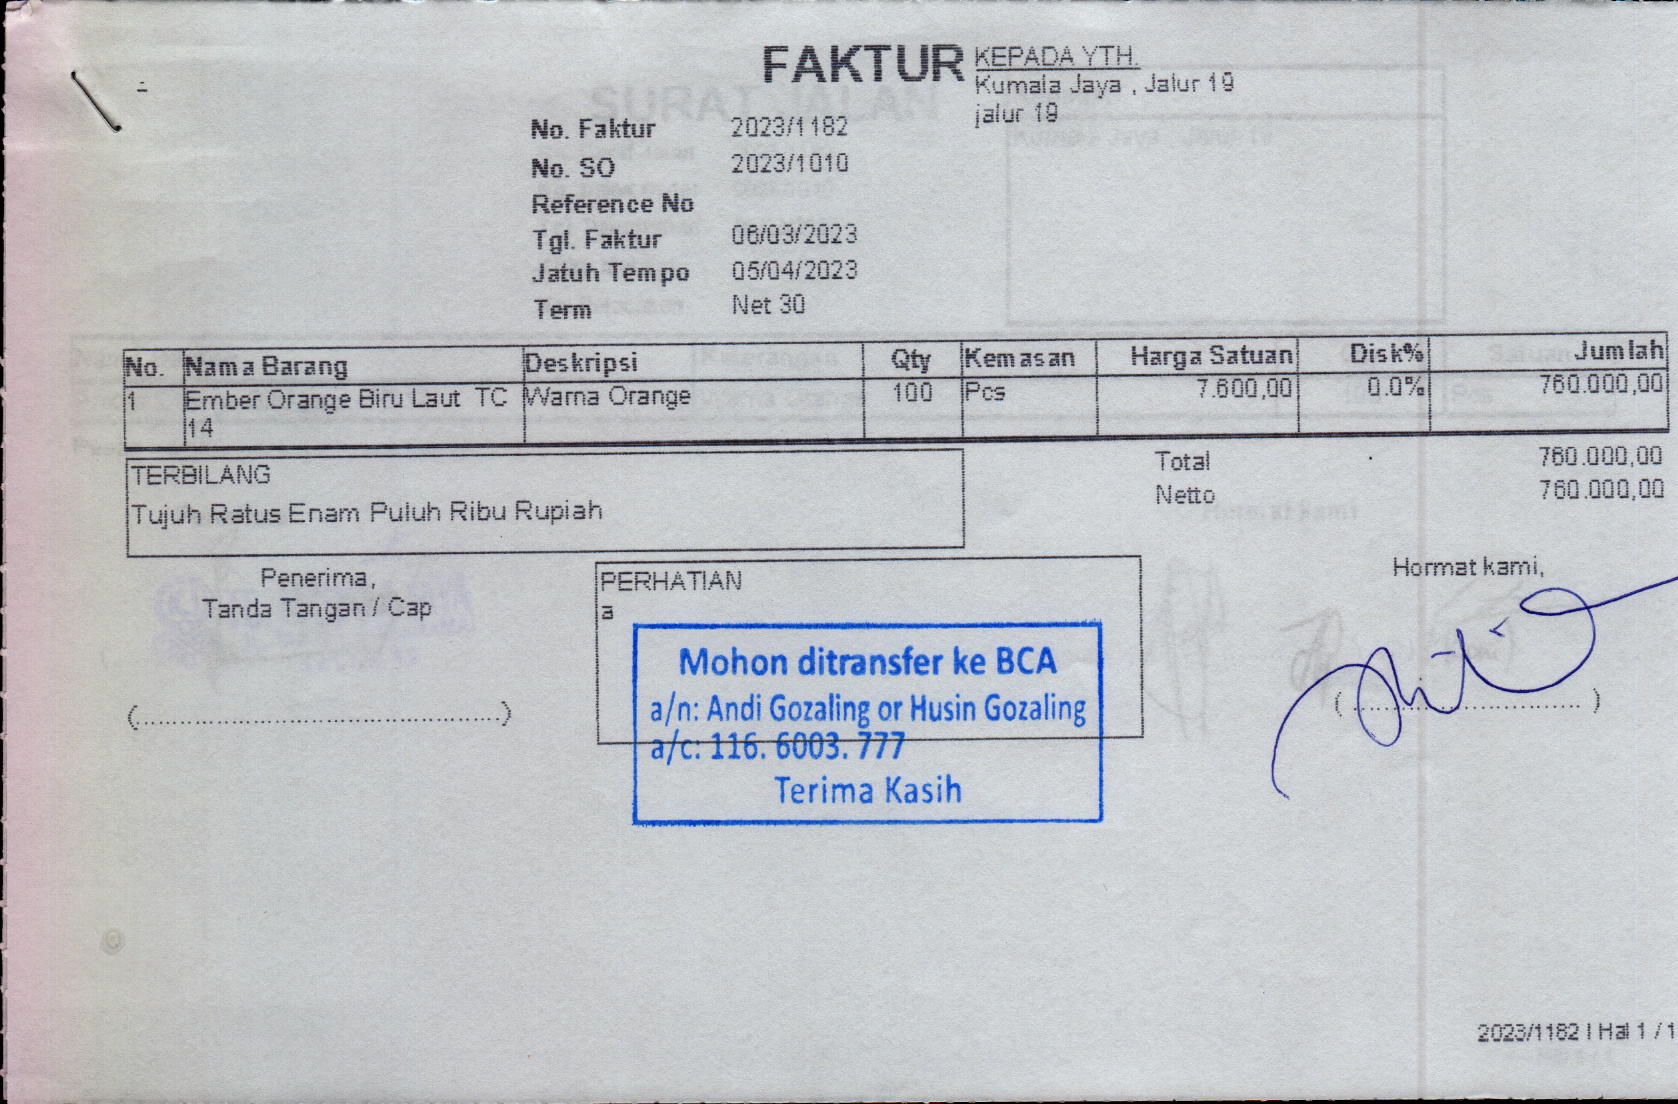 FAKTUR
KEPADA YTH.
Kumala Jaya , Jalur 19
jalur 19
No. Faktur 2023/1182
No. SO 2023/1010
Reference No
Tgl. Faktur 06/03/2023
Jatuh Tempo 05/04/2023
Term Net 30
No. Nama Barang Deskripsi Qty Kemasan Harga Satuan Disk% Jumlah
1 Ember Orange Biru Laut TC Warna Orange 100 Pcs 7.600,00 0.0% 760.000,00
14
Total 760.000,00
Netto 760.000,00
TERBILANG
Tujuh Ratus Enam Puluh Ribu Rupiah
Penerima,
Tanda Tangan / Cap
PERHATIAN
a
Mohon ditransfer ke BCA
a/n: Andi Gozaling or Husin Gozaling
a/c: 116. 6003. 777
Terima Kasih
Hormat kami,
2023/1182 | Hal 1 / 1